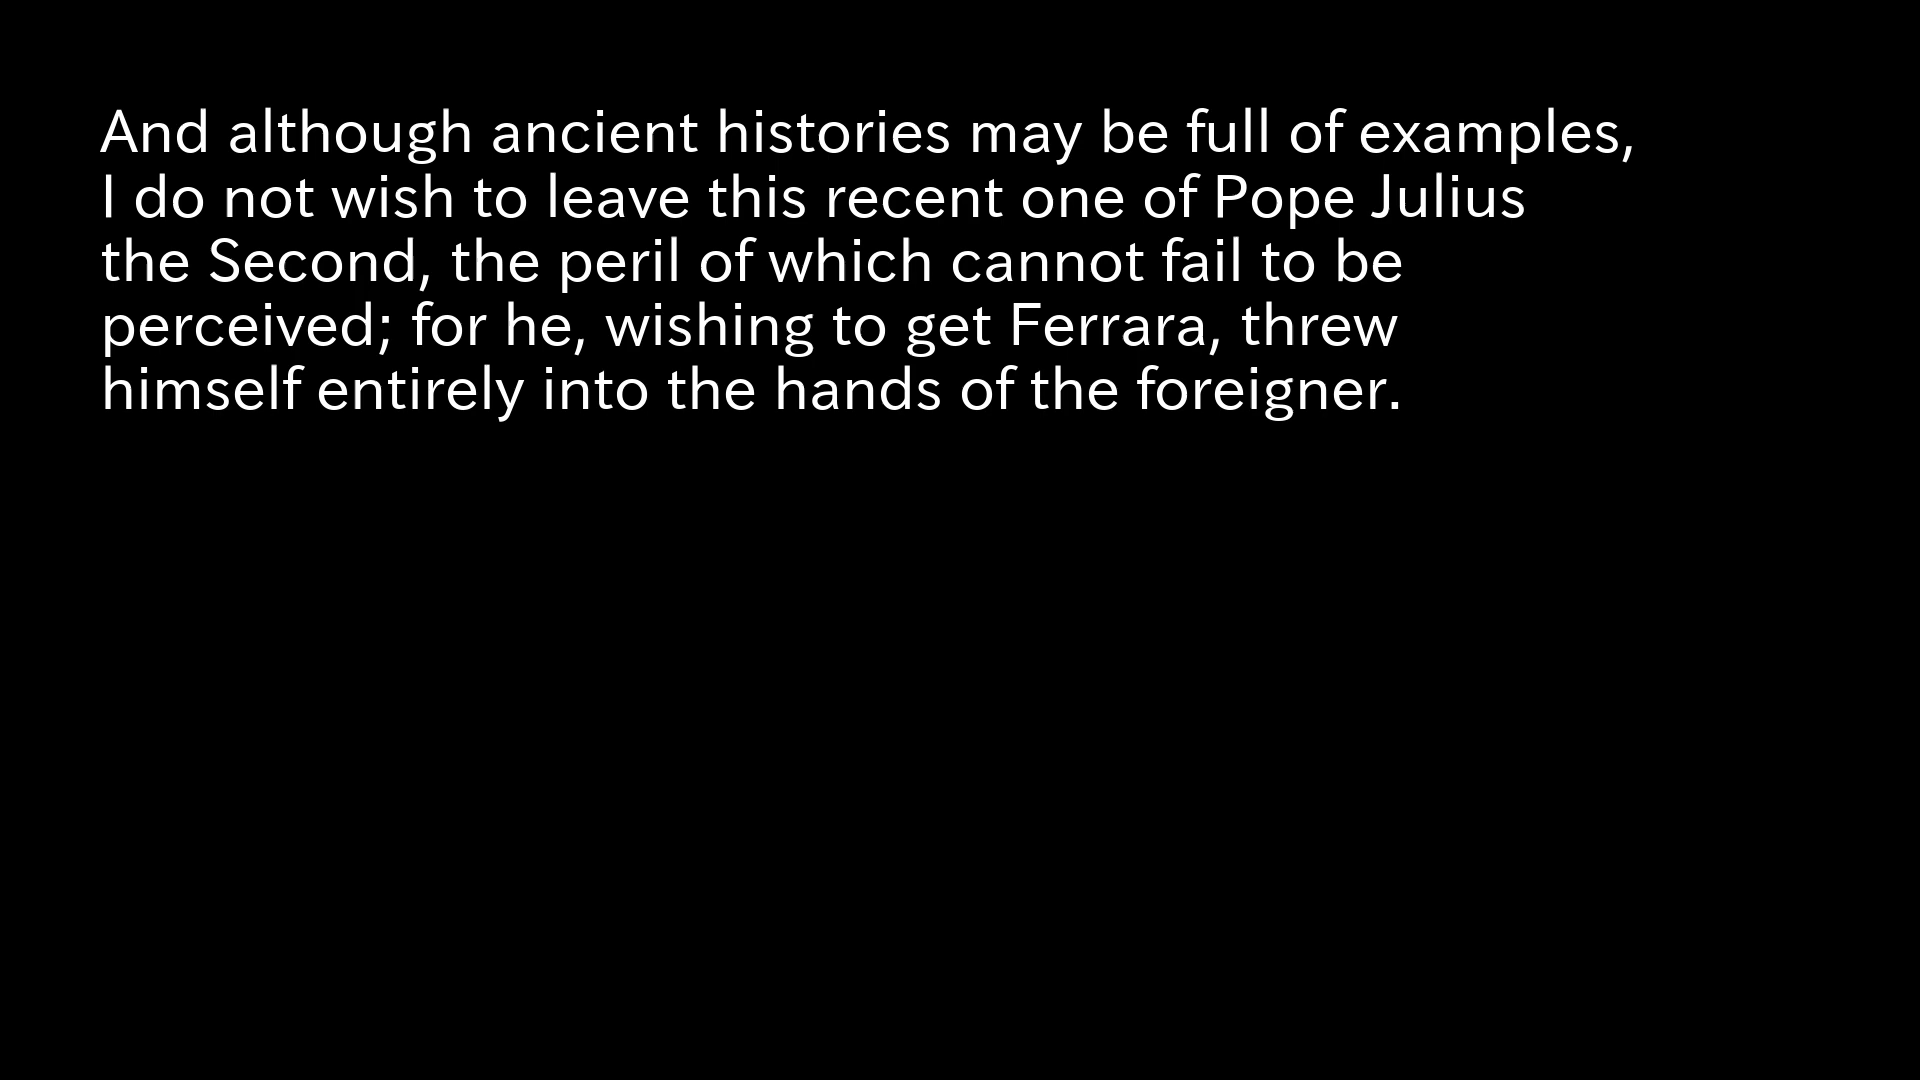 And although ancient histories may be full of examples,
I do not wish to leave this recent one of Pope Julius
the Second, the peril of which cannot fail to be
perceived; for he, wishing to get Ferrara, threw
himself entirely into the hands of the foreigner.